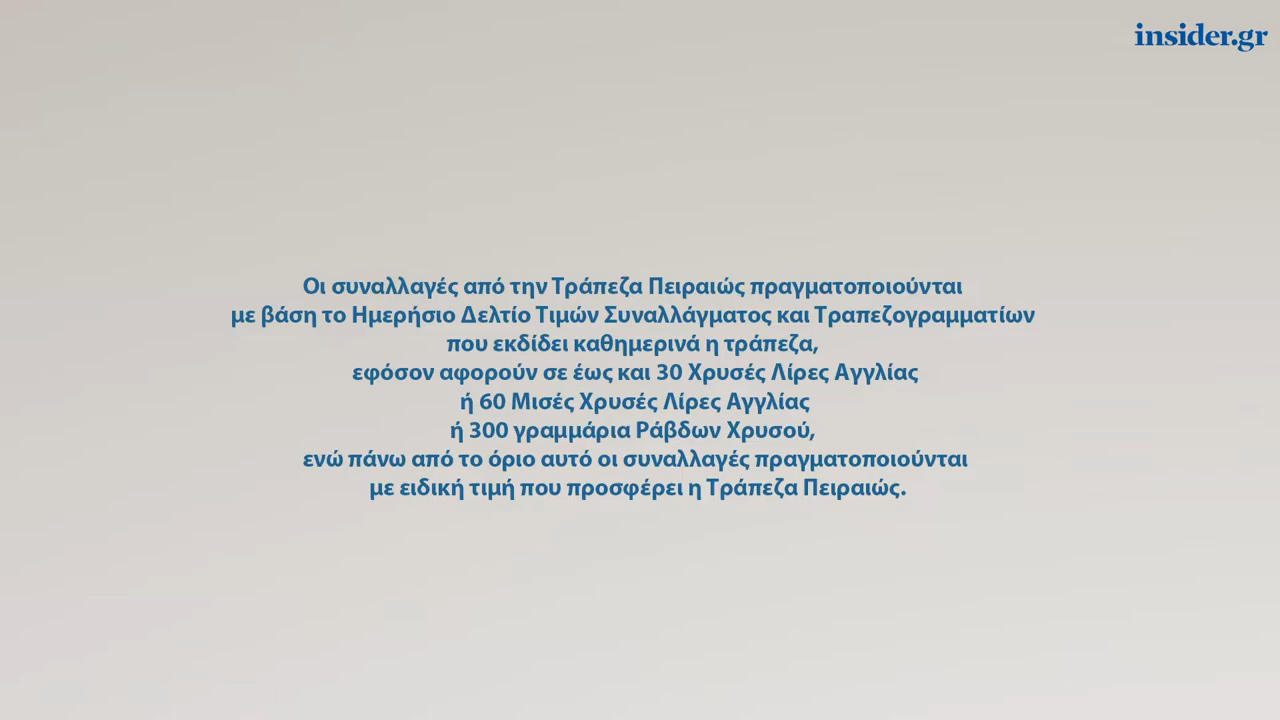 insider.gr
Οι συναλλαγές από την Τράπεζα Πειραιώς πραγματοποιούνται
με βάση το Ημερήσιο Δελτίο Τιμών Συναλλάγματος και Τραπεζογραμματίων
που εκδίδει καθημερινά η τράπεζα,
εφόσον αφορούν σε έως και 30 Χρυσές Λίρες Αγγλίας
ή 60 Μισές Χρυσές Λίρες Αγγλίας
ή 300 γραμμάρια Ράβδων Χρυσού,
ενώ πάνω από το όριο αυτό οι συναλλαγές πραγματοποιούνται
με ειδική τιμή που προσφέρει η Τράπεζα Πειραιώς.